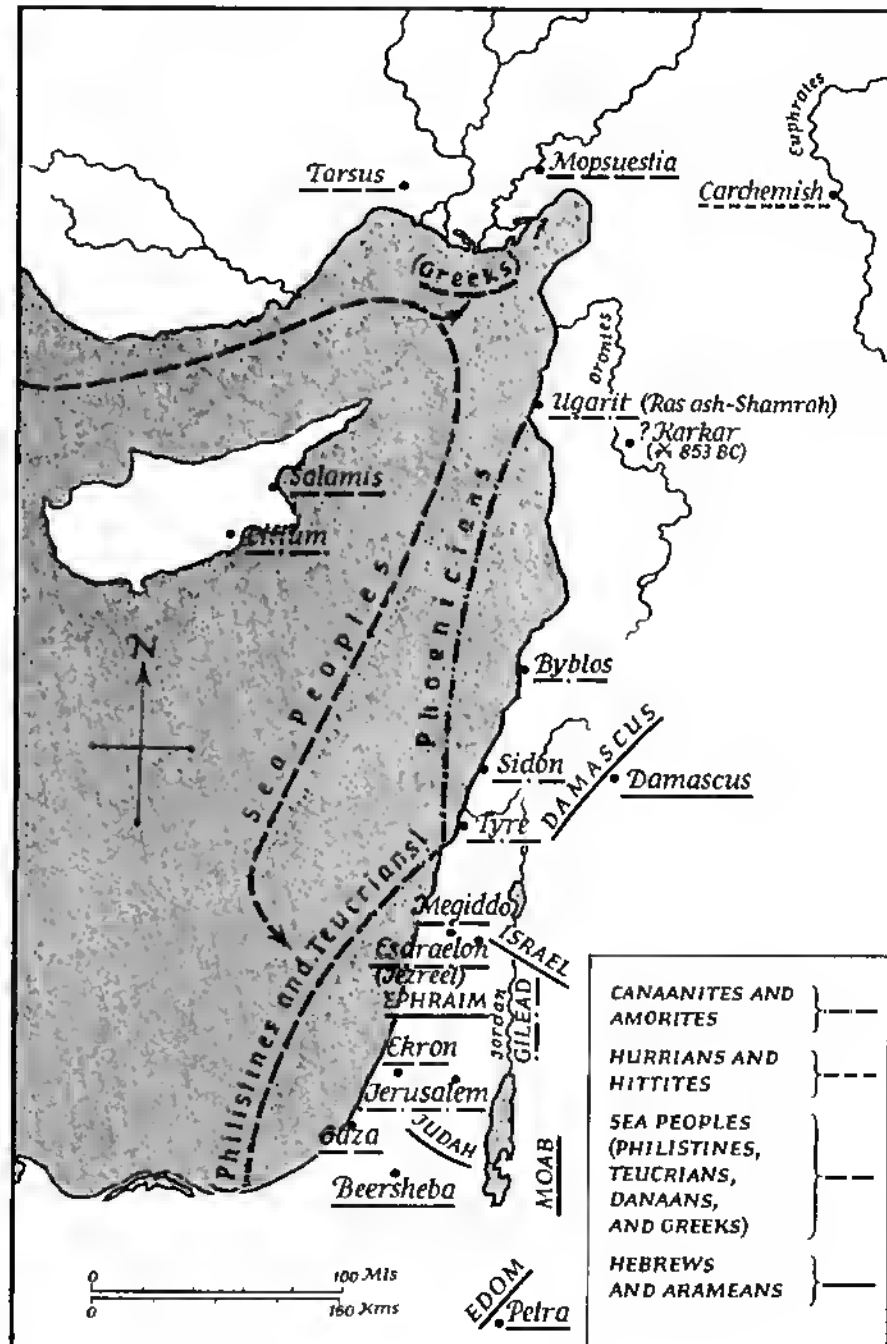 Euphrates
Tarsus
Mopsuestia
Carchemish
(Greeks)
Orontes
Ugarit (Ras ash-Shamrah)
? Karkar
(⚔ 853 BC)
Salamis
Citium
Sea Peoples
Phoenicians
N
Byblos
Sidon
DAMASCUS
Damascus
Tyre
Philistines and Teucrians
Megiddo
ISRAEL
Esdraelon
(Jezreel)
EPHRAIM
Jordan
GILEAD
Ekron
Jerusalem
Gaza
JUDAH
Beersheba
MOAB
EDOM
Petra
0 100 Mls
0 160 Kms
CANAANITES AND
AMORITES
HURRIANS AND
HITTITES
SEA PEOPLES
(PHILISTINES,
TEUCRIANS,
DANAANS,
AND GREEKS)
HEBREWS
AND ARAMEANS